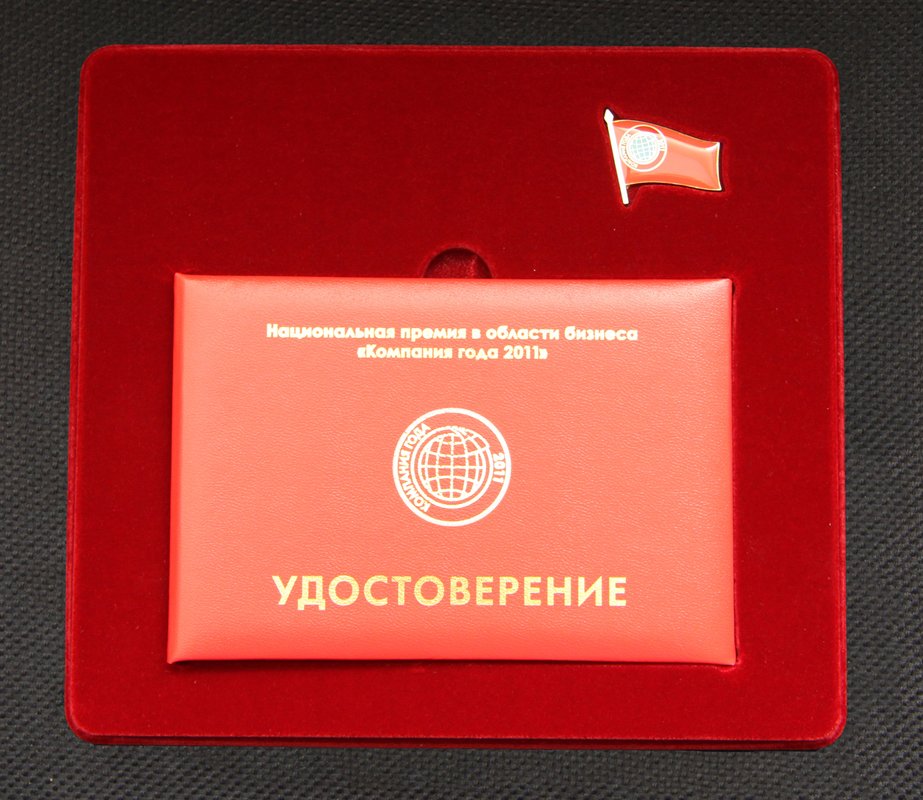 Национальная премия в области бизнеса
«Компания года 2011»
КОМПАНИЯ ГОДА
2011
УДОСТОВЕРЕНИЕ